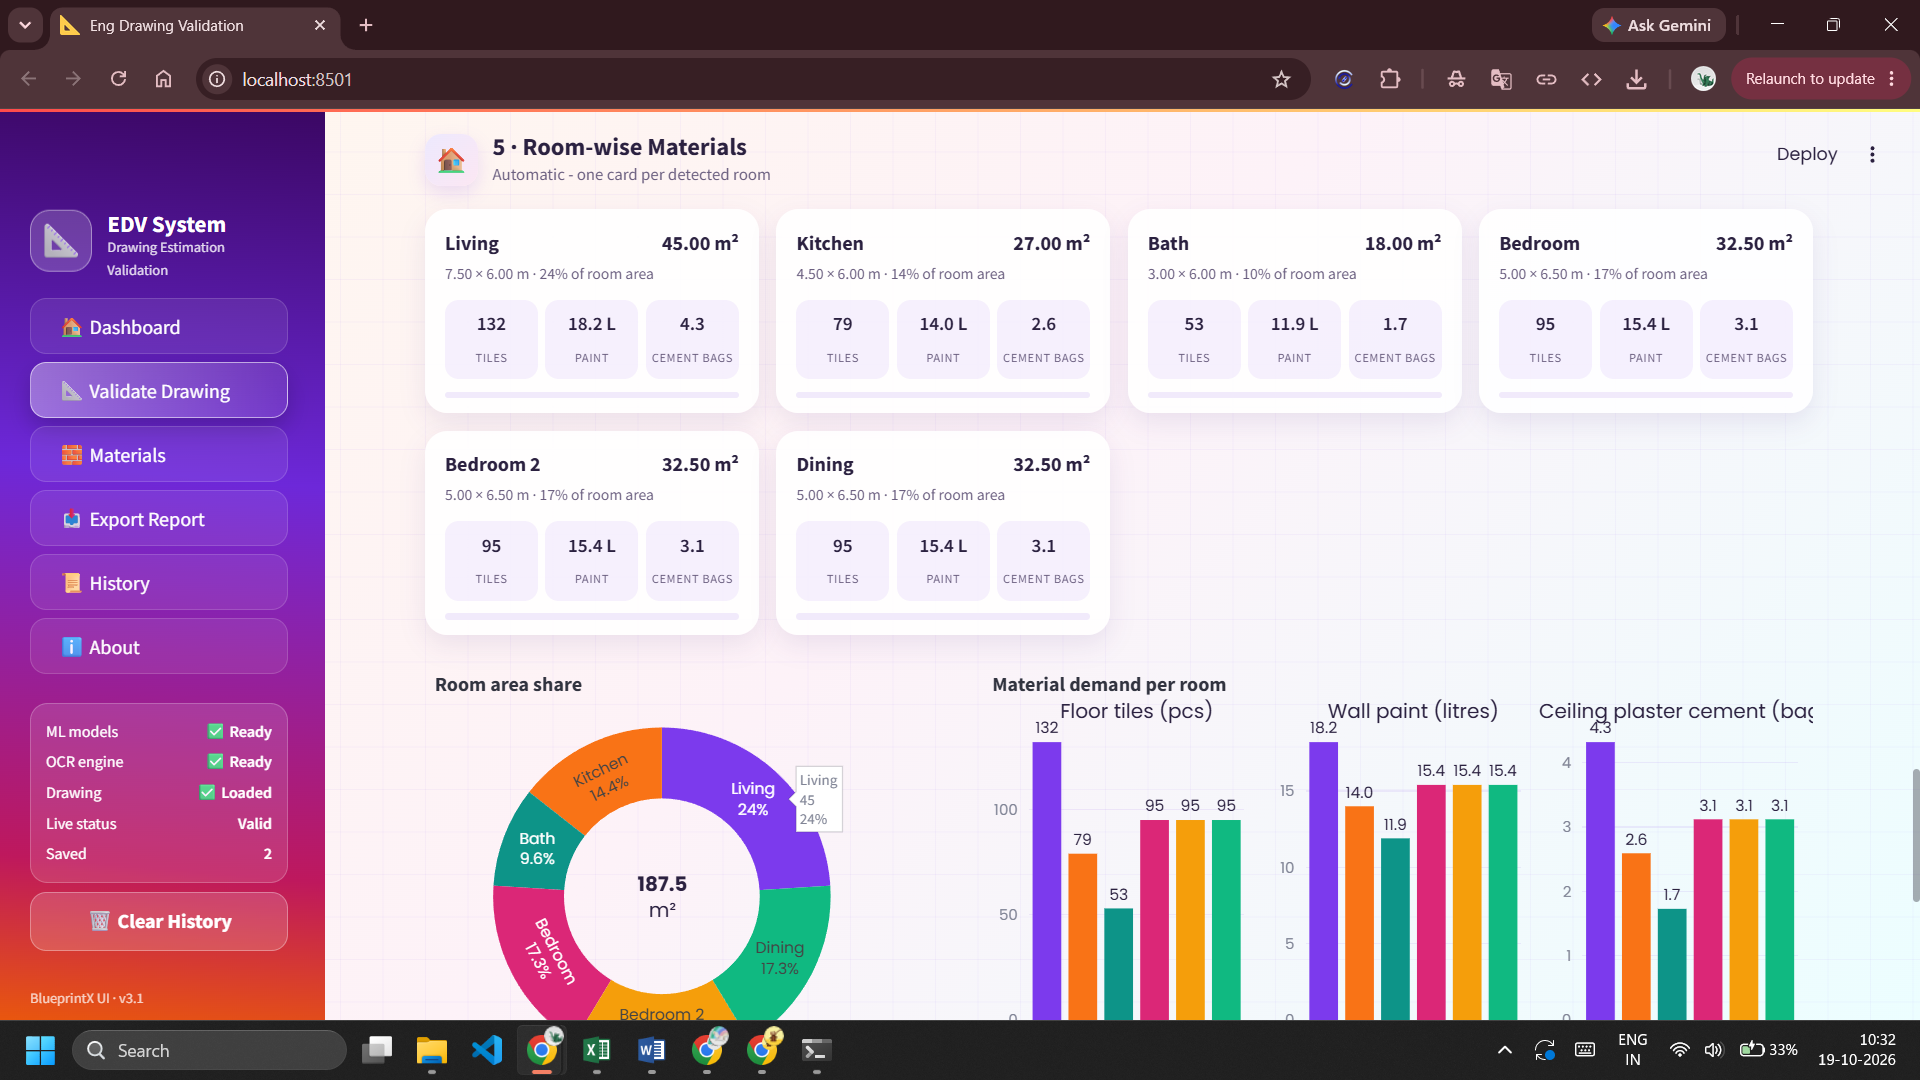 Eng Drawing Validation
Ask Gemini
localhost:8501
Relaunch to update
EDV System
Drawing Estimation
Validation
Dashboard
Validate Drawing
Materials
Export Report
History
About
ML models Ready
OCR engine Ready
Drawing Loaded
Live status Valid
Saved 2
Clear History
BlueprintX UI · v3.1
5 · Room-wise Materials
Automatic - one card per detected room
Deploy
Living 45.00 m²
7.50 × 6.00 m · 24% of room area
132 18.2 L 4.3
TILES PAINT CEMENT BAGS
Kitchen 27.00 m²
4.50 × 6.00 m · 14% of room area
79 14.0 L 2.6
TILES PAINT CEMENT BAGS
Bath 18.00 m²
3.00 × 6.00 m · 10% of room area
53 11.9 L 1.7
TILES PAINT CEMENT BAGS
Bedroom 32.50 m²
5.00 × 6.50 m · 17% of room area
95 15.4 L 3.1
TILES PAINT CEMENT BAGS
Bedroom 2 32.50 m²
5.00 × 6.50 m · 17% of room area
95 15.4 L 3.1
TILES PAINT CEMENT BAGS
Dining 32.50 m²
5.00 × 6.50 m · 17% of room area
95 15.4 L 3.1
TILES PAINT CEMENT BAGS
Room area share
Kitchen
14.4%
Living
24%
Living
45
24%
Bath
9.6%
187.5
m²
Bedroom
17.3%
Dining
17.3%
Bedroom 2
Material demand per room
Floor tiles (pcs)
132
79
53
95 95 95
100
50
0
Wall paint (litres)
18.2
14.0
11.9
15.4 15.4 15.4
15
10
5
0
Ceiling plaster cement (bag
4.3
2.6
1.7
3.1 3.1 3.1
4
3
2
1
0
Search
ENG
IN
33%
10:32
19-10-2026